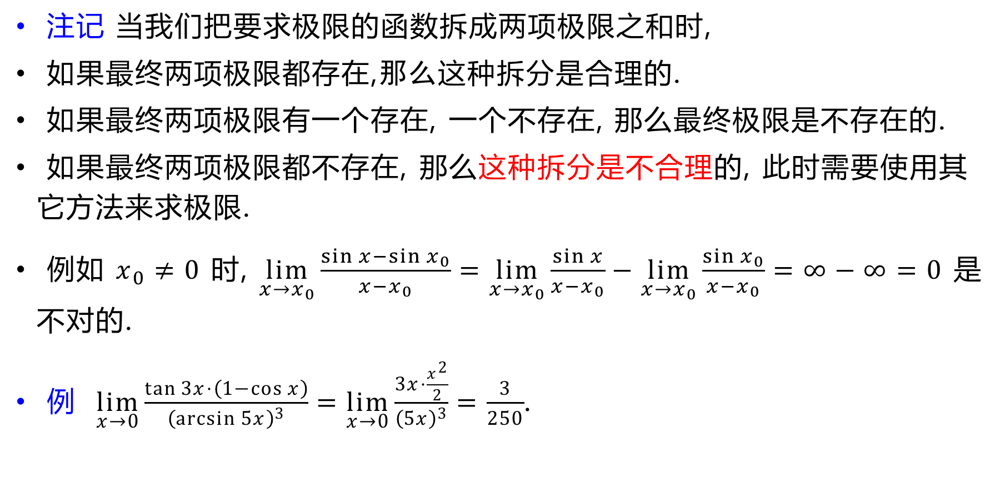 • 注记 当我们把要求极限的函数拆成两项极限之和时,
• 如果最终两项极限都存在,那么这种拆分是合理的.
• 如果最终两项极限有一个存在, 一个不存在, 那么最终极限是不存在的.
• 如果最终两项极限都不存在, 那么这种拆分是不合理的, 此时需要使用其
它方法来求极限.
• 例如 $x_0 \neq 0$ 时, $\lim\limits_{x \to x_0} \frac{\sin x - \sin x_0}{x - x_0} = \lim\limits_{x \to x_0} \frac{\sin x}{x - x_0} - \lim\limits_{x \to x_0} \frac{\sin x_0}{x - x_0} = \infty - \infty = 0$ 是
不对的.
• 例 $\lim\limits_{x \to 0} \frac{\tan 3x \cdot (1 - \cos x)}{(\arcsin 5x)^3} = \lim\limits_{x \to 0} \frac{3x \cdot \frac{x^2}{2}}{(5x)^3} = \frac{3}{250}.$